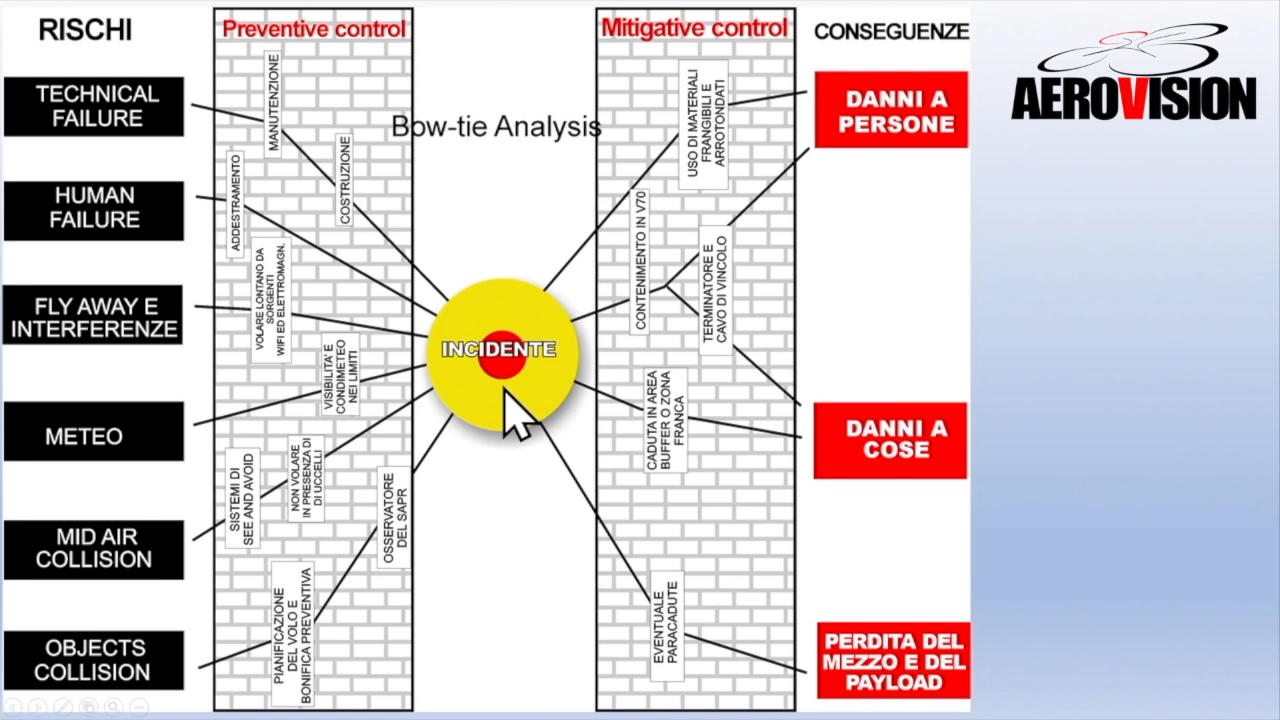 RISCHI
Preventive control
Mitigative control
CONSEGUENZE
AEROVISION
TECHNICAL
FAILURE
HUMAN
FAILURE
FLY AWAY E
INTERFERENZE
METEO
MID AIR
COLLISION
OBJECTS
COLLISION
MANUTENZIONE
COSTRUZIONE
ADDESTRAMENTO
VOLARE LONTANO DA
SORGENTI
WIFI ED ELETTROMAGN.
VISIBILITA' E
CONDIMETEO
NEI LIMITI
SISTEMI DI
SEE AND AVOID
NON VOLARE
IN PRESENZA DI
DI UCCELLI
OSSERVATORE
DEL SAPR
PIANIFICAZIONE
DEL VOLO E
BONIFICA PREVENTIVA
Bow-tie Analysis
INCIDENTE
USO DI MATERIALI
FRANGIBILI E
ARROTONDATI
CONTENIMENTO IN V70
TERMINATORE E
CAVO DI VINCOLO
CADUTA IN AREA
BUFFER O ZONA
FRANCA
EVENTUALE
PARACADUTE
DANNI A
PERSONE
DANNI A
COSE
PERDITA DEL
MEZZO E DEL
PAYLOAD